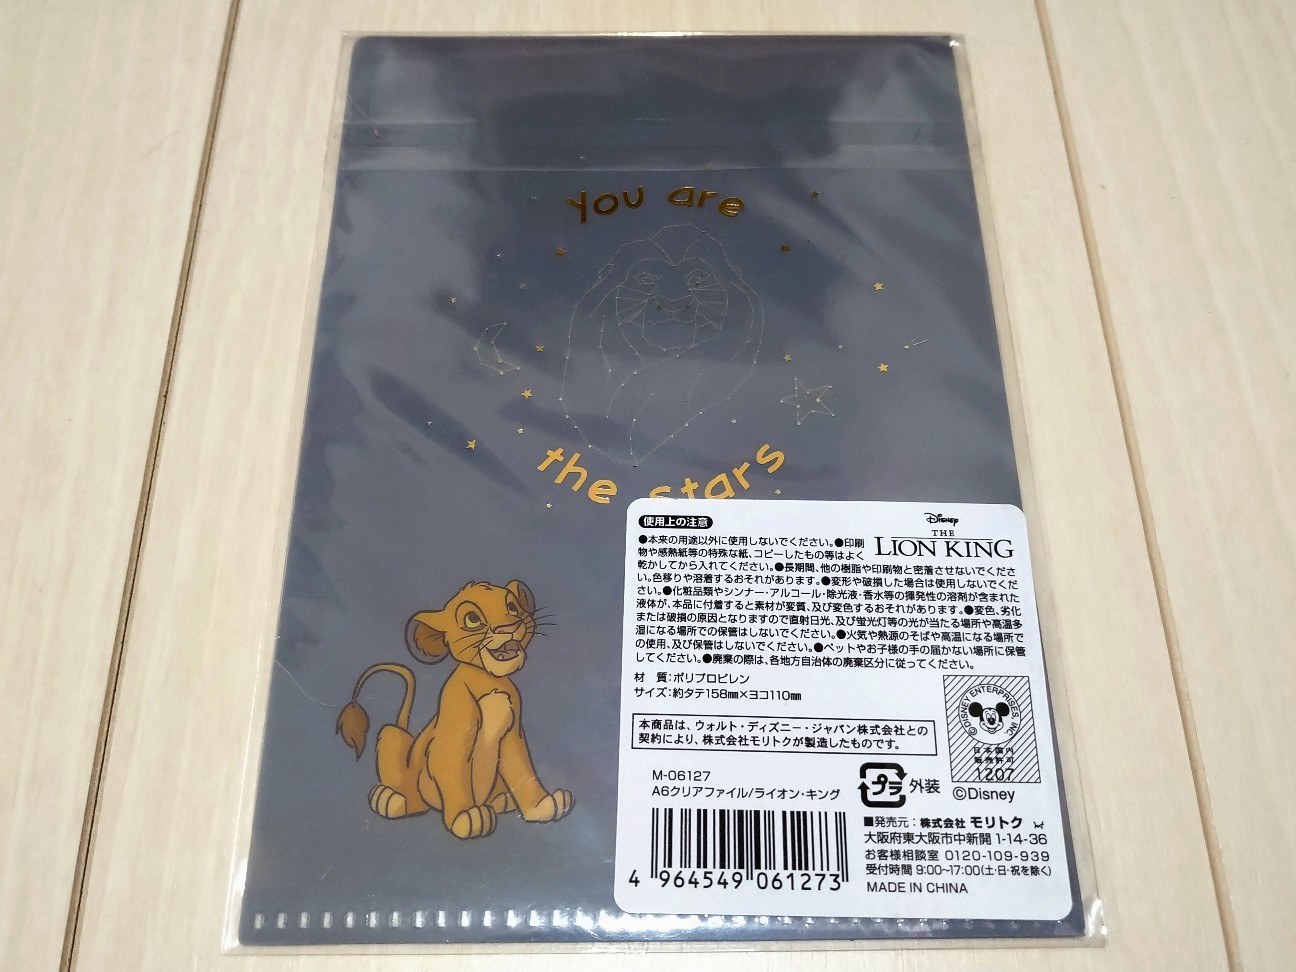 you are
the stars
使用上の注意
Disney
THE
LION KING
●本来の用途以外に使用しないでください。●印刷
物や感熱紙等の特殊な紙、コピーしたもの等はよく
乾かしてから入れてください。●長期間、他の樹脂や印刷物と密着させないでくださ
い。色移りや溶着するおそれがあります。●変形や破損した場合は使用しないでくだ
さい。●化粧品類やシンナー・アルコール・除光液・香水等の揮発性の溶剤が含まれた
液体が、本品に付着すると素材が変質、及び変色するおそれがあります。●変色、劣化
または破損の原因となりますので直射日光、及び蛍光灯等の光が当たる場所や高温多
湿になる場所での保管はしないでください。●火気や熱源のそばや高温になる場所で
の使用、及び保管はしないでください。●ペットやお子様の手の届かない場所に保管
してください。●廃棄の際は、各地方自治体の廃棄区分に従ってください。
材 質:ポリプロピレン
サイズ:約タテ158mm×ヨコ110mm
本商品は、ウォルト・ディズニー・ジャパン株式会社との
契約により、株式会社モリトクが製造したものです。
©DISNEY ENTERPRISES, INC.
日本国内
販売許可
1207
©Disney
M-06127
A6クリアファイル/ライオン・キング
プラ 外装
4 964549 061273
■発売元:株式会社 モリトク
大阪府東大阪市中新開 1-14-36
お客様相談室 0120-109-939
受付時間 9:00~17:00(土・日・祝を除く)
MADE IN CHINA